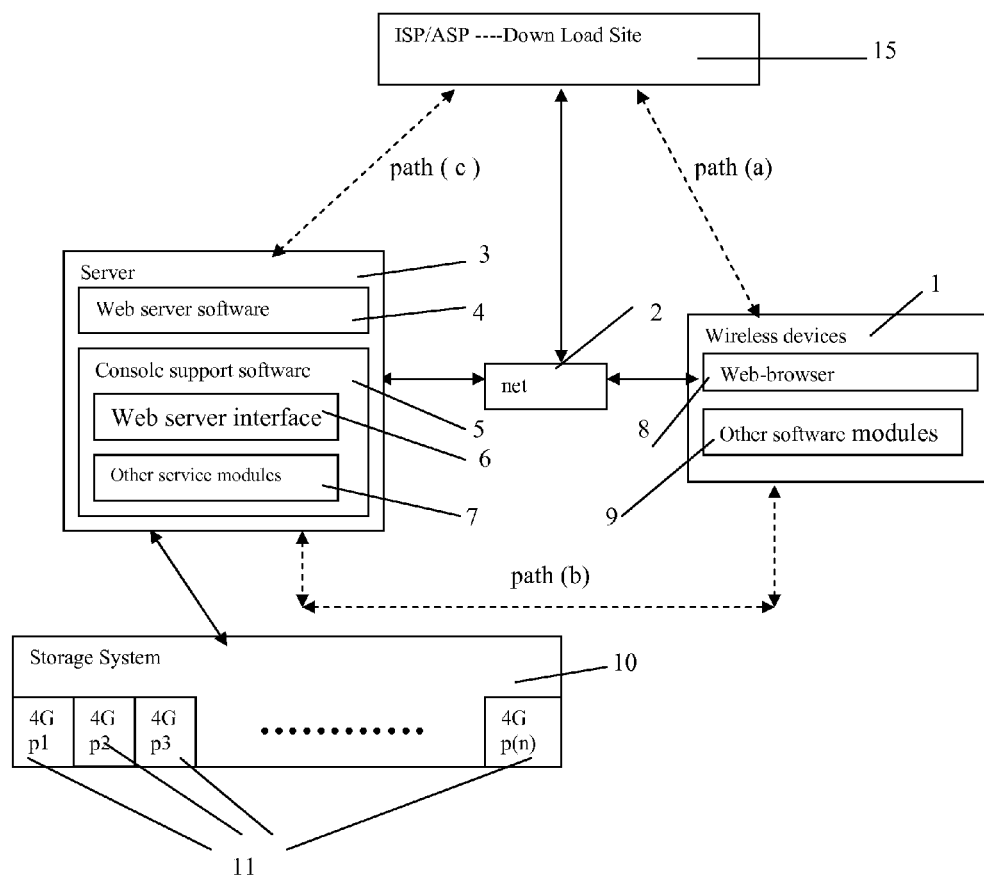 ISP/ASP ----Down Load Site
15
path ( c )
path (a)
Server
3
Web server software
4
2
1
Wireless devices
Web-browser
8
Console support software
5
net
Web server interface
6
Other software modules
9
Other service modules
7
path (b)
Storage System
10
4G
p1
4G
p2
4G
p3
4G
p(n)
11